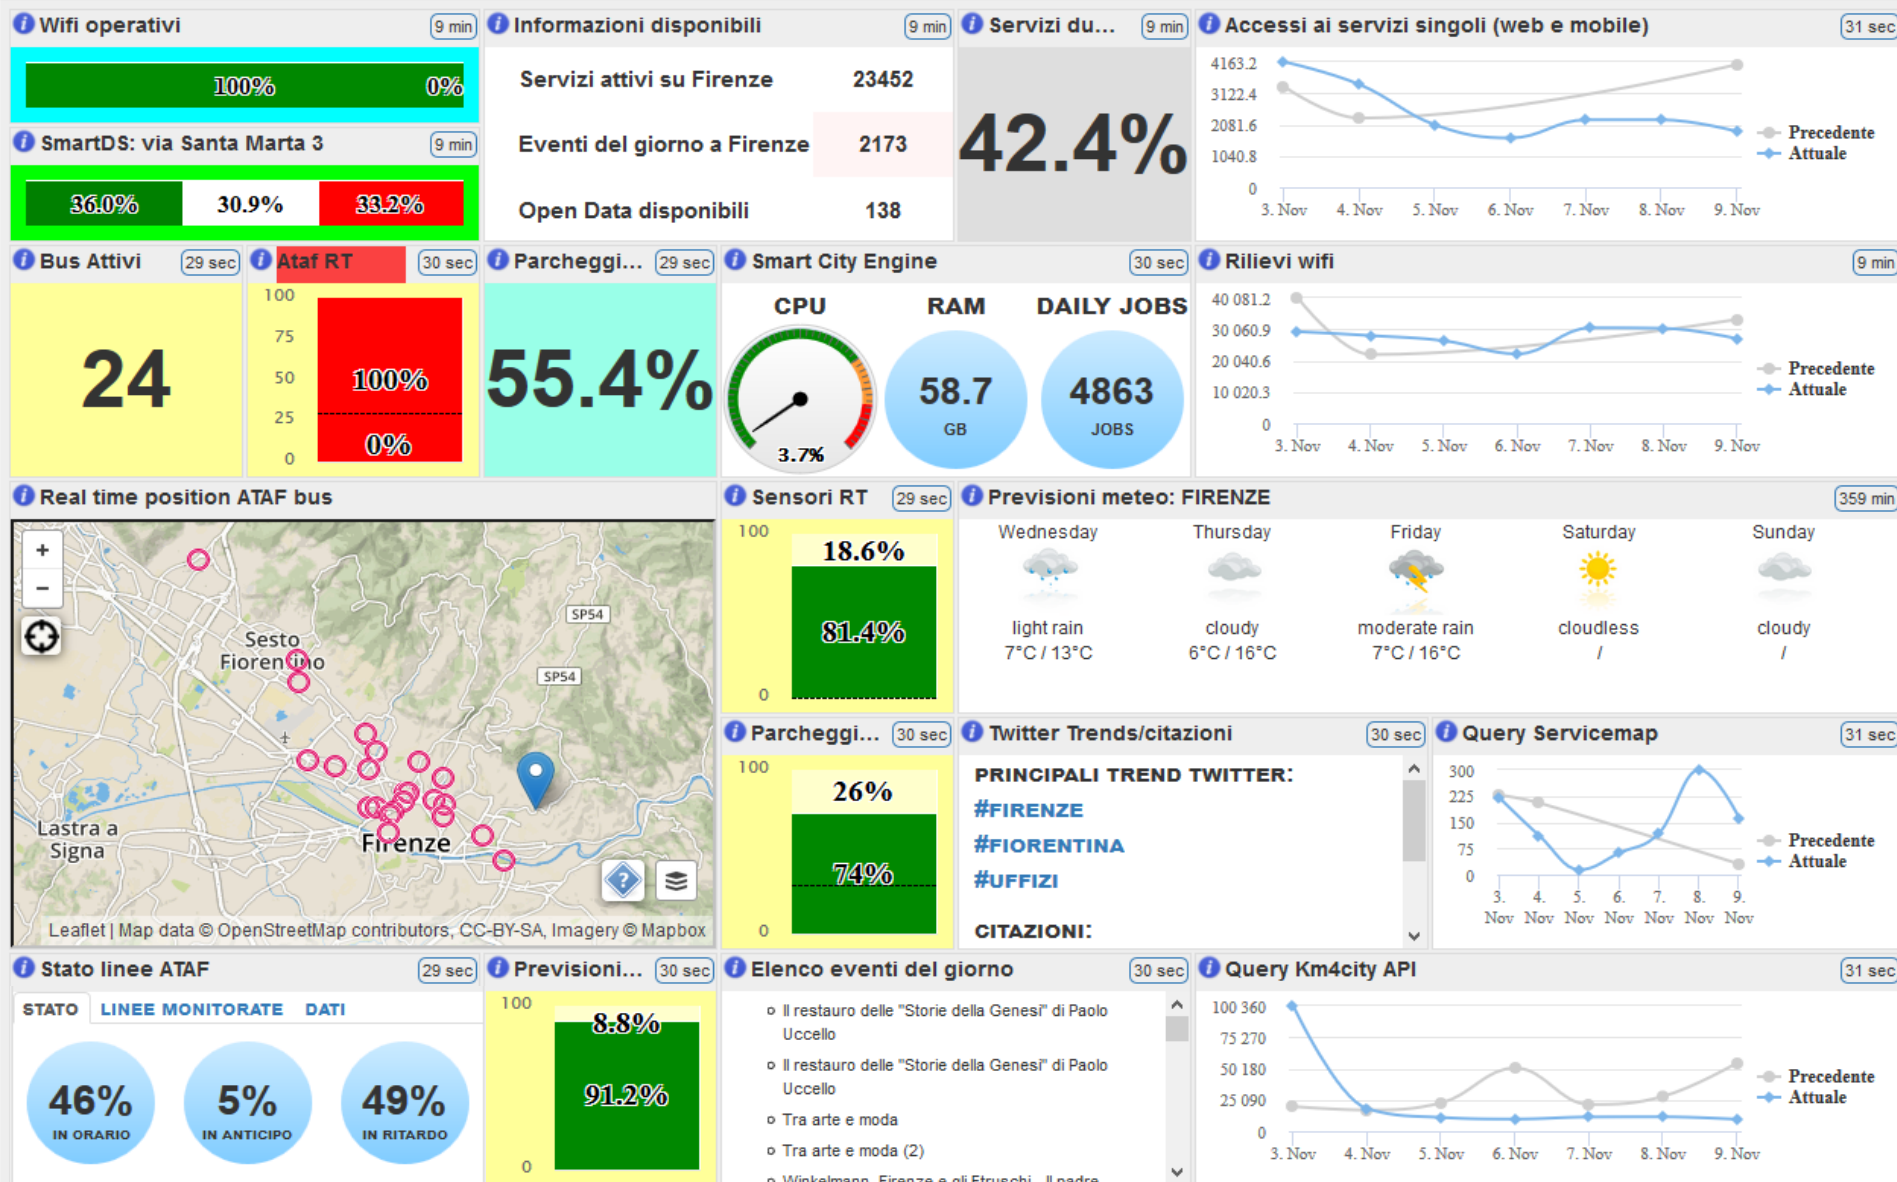 Wifi operativi
9 min
100%
0%
SmartDS: via Santa Marta 3
9 min
36.0%
30.9%
33.2%
Informazioni disponibili
9 min
Servizi attivi su Firenze 23452
Eventi del giorno a Firenze 2173
Open Data disponibili 138
Servizi du...
9 min
42.4%
Accessi ai servizi singoli (web e mobile)
31 sec
4163.2
3122.4
2081.6
1040.8
0
3. Nov 4. Nov 5. Nov 6. Nov 7. Nov 8. Nov 9. Nov
Precedente
Attuale
Bus Attivi
29 sec
24
Ataf RT
30 sec
100
75
50
25
0
100%
0%
Parcheggi...
29 sec
55.4%
Smart City Engine
30 sec
CPU
3.7%
RAM
58.7
GB
DAILY JOBS
4863
JOBS
Rilievi wifi
9 min
40 081.2
30 060.9
20 040.6
10 020.3
0
3. Nov 4. Nov 5. Nov 6. Nov 7. Nov 8. Nov 9. Nov
Precedente
Attuale
Real time position ATAF bus
+
−
SP54
SP54
Sesto
Fiorentino
Lastra a
Signa
Firenze
?
Leaflet | Map data © OpenStreetMap contributors, CC-BY-SA, Imagery © Mapbox
Sensori RT
29 sec
100
0
18.6%
81.4%
Previsioni meteo: FIRENZE
359 min
Wednesday Thursday Friday Saturday Sunday
light rain cloudy moderate rain cloudless cloudy
7°C / 13°C 6°C / 16°C 7°C / 16°C / /
Parcheggi...
30 sec
100
0
26%
74%
Twitter Trends/citazioni
30 sec
PRINCIPALI TREND TWITTER:
#FIRENZE
#FIORENTINA
#UFFIZI
CITAZIONI:
Query Servicemap
31 sec
300
225
150
75
0
3. 4. 5. 6. 7. 8. 9.
Nov Nov Nov Nov Nov Nov Nov
Precedente
Attuale
Stato linee ATAF
29 sec
STATO LINEE MONITORATE DATI
46% 5% 49%
IN ORARIO IN ANTICIPO IN RITARDO
Previsioni...
30 sec
100
0
8.8%
91.2%
Elenco eventi del giorno
30 sec
Il restauro delle "Storie della Genesi" di Paolo
Uccello
Il restauro delle "Storie della Genesi" di Paolo
Uccello
Tra arte e moda
Tra arte e moda (2)
Winkelmann, Firenze e gli Etruschi. Il padre
Query Km4city API
31 sec
100 360
75 270
50 180
25 090
0
3. Nov 4. Nov 5. Nov 6. Nov 7. Nov 8. Nov 9. Nov
Precedente
Attuale